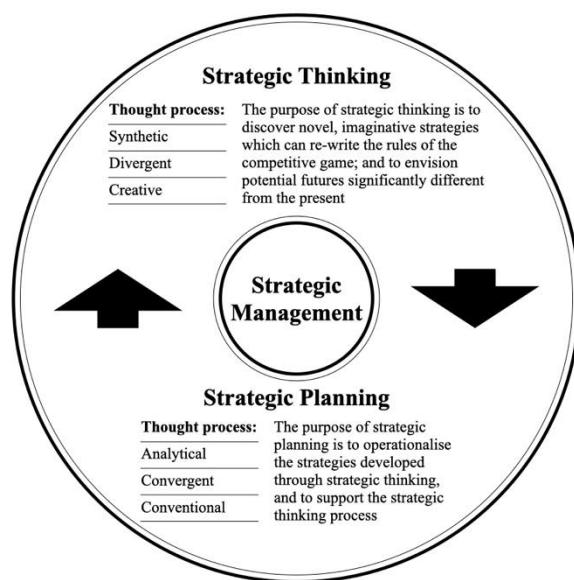 Strategic Thinking
Thought process:
Synthetic
Divergent
Creative
The purpose of strategic thinking is to
discover novel, imaginative strategies
which can re-write the rules of the
competitive game; and to envision
potential futures significantly different
from the present
Strategic
Management
Strategic Planning
Thought process:
Analytical
Convergent
Conventional
The purpose of strategic
planning is to operationalise
the strategies developed
through strategic thinking,
and to support the strategic
thinking process